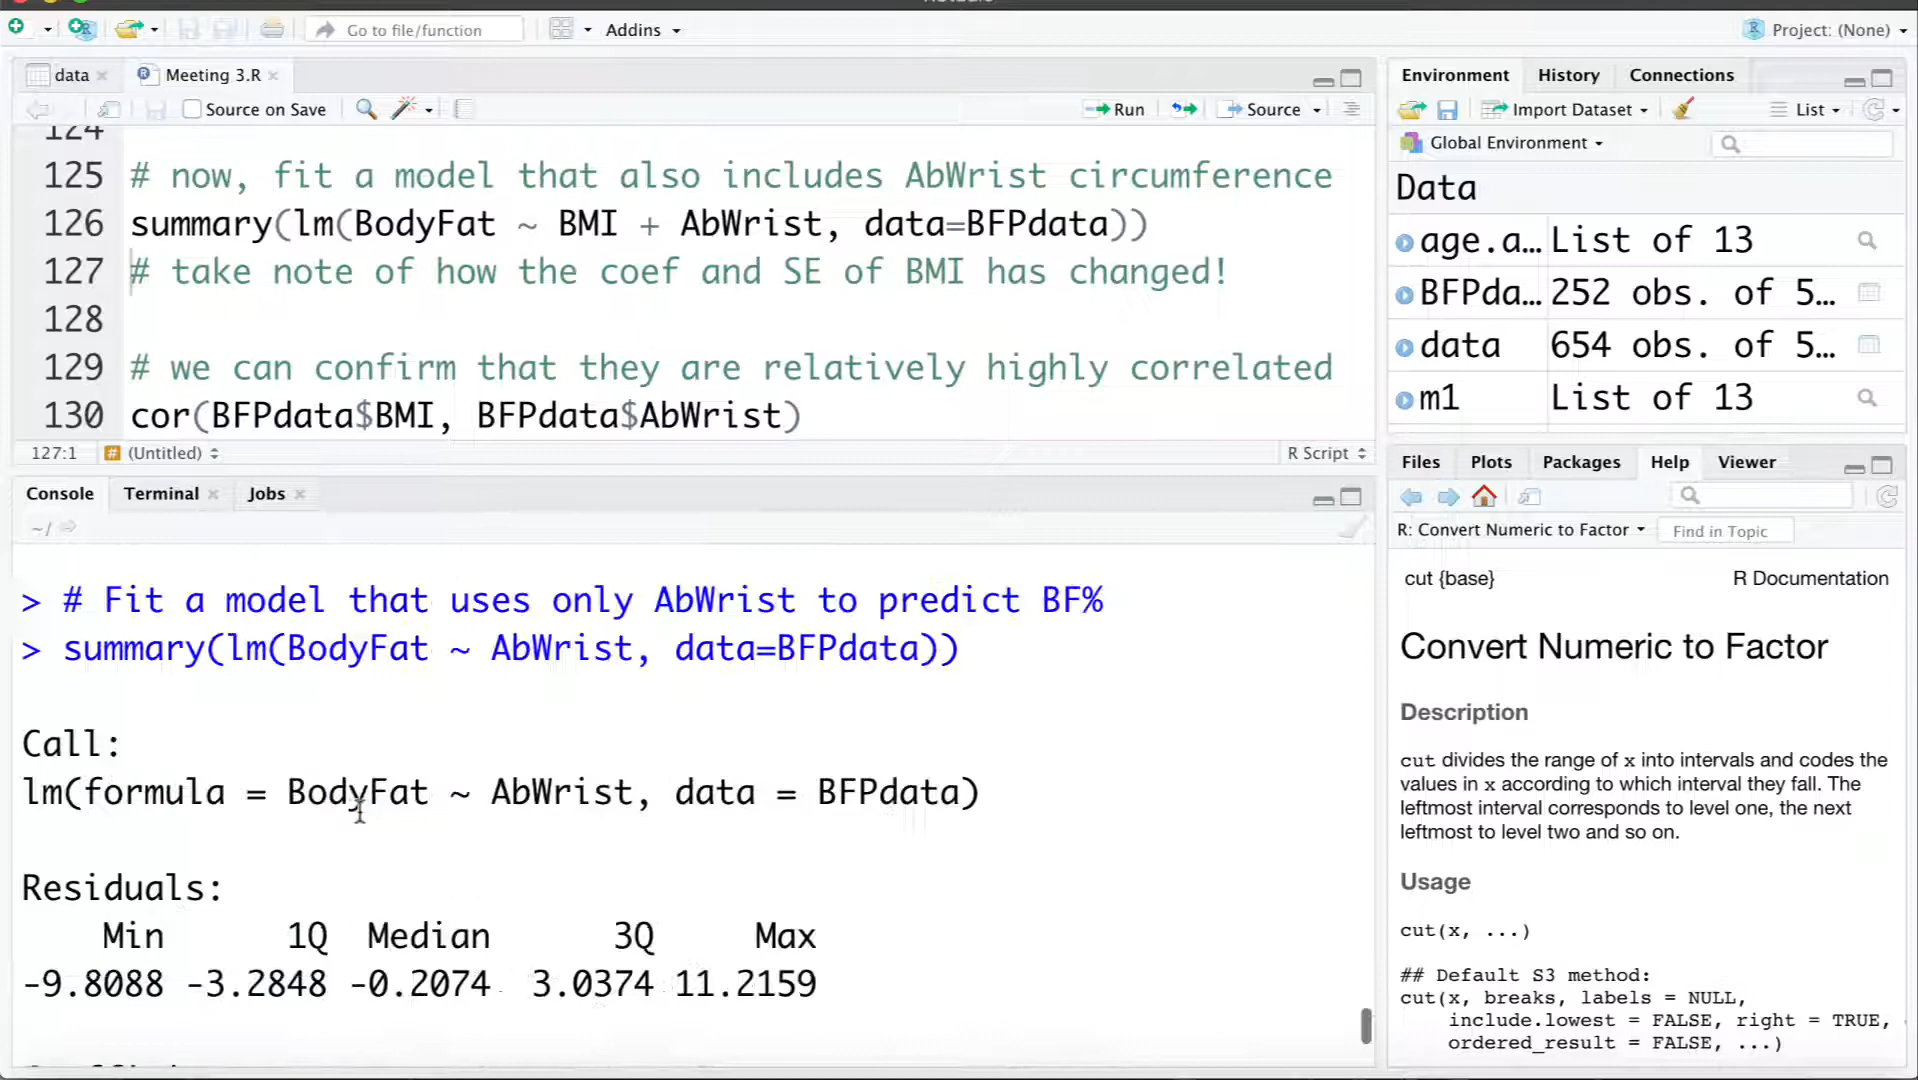 Go to file/function
Addins
Project: (None)
data
Meeting 3.R
Source on Save
Run
Source
124
125 # now, fit a model that also includes AbWrist circumference
126 summary(lm(BodyFat ~ BMI + AbWrist, data=BFPdata))
127 # take note of how the coef and SE of BMI has changed!
128
129 # we can confirm that they are relatively highly correlated
130 cor(BFPdata$BMI, BFPdata$AbWrist)
127:1
(Untitled)
R Script
Console
Terminal
Jobs
~/
> # Fit a model that uses only AbWrist to predict BF%
> summary(lm(BodyFat ~ AbWrist, data=BFPdata))
Call:
lm(formula = BodyFat ~ AbWrist, data = BFPdata)
Residuals:
Min 1Q Median 3Q Max
-9.8088 -3.2848 -0.2074 3.0374 11.2159
Environment
History
Connections
Import Dataset
List
Global Environment
Data
age.a… List of 13
BFPda… 252 obs. of 5…
data 654 obs. of 5…
m1 List of 13
Files
Plots
Packages
Help
Viewer
R: Convert Numeric to Factor
Find in Topic
cut {base}
R Documentation
Convert Numeric to Factor
Description
cut divides the range of x into intervals and codes the
values in x according to which interval they fall. The
leftmost interval corresponds to level one, the next
leftmost to level two and so on.
Usage
cut(x, ...)
## Default S3 method:
cut(x, breaks, labels = NULL,
include.lowest = FALSE, right = TRUE,
ordered_result = FALSE, ...)